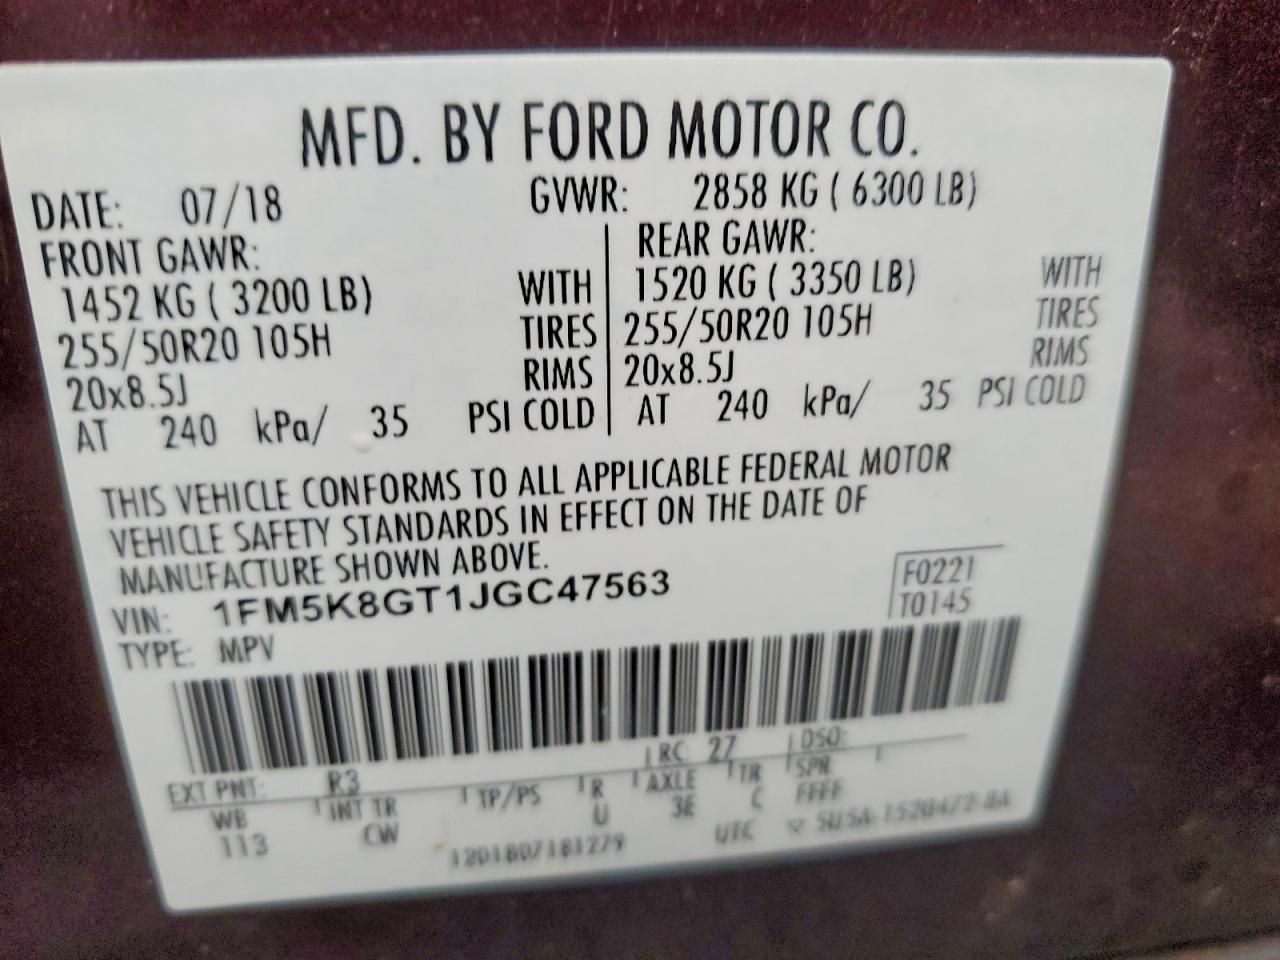 MFD. BY FORD MOTOR CO.
DATE: 07/18 GVWR: 2858 KG ( 6300 LB)
FRONT GAWR: REAR GAWR:
1452 KG ( 3200 LB) WITH 1520 KG ( 3350 LB) WITH
255/50R20 105H TIRES 255/50R20 105H TIRES
20x8.5J RIMS 20x8.5J RIMS
AT 240 kPa/ 35 PSI COLD AT 240 kPa/ 35 PSI COLD
THIS VEHICLE CONFORMS TO ALL APPLICABLE FEDERAL MOTOR
VEHICLE SAFETY STANDARDS IN EFFECT ON THE DATE OF
MANUFACTURE SHOWN ABOVE.
VIN: 1FM5K8GT1JGC47563
TYPE: MPV
F0221
T0145
EXT PNT: R3 RC: 27 DSO:
WB INT TR TP/PS R AXLE TR SPR
113 CW U 3E C FFFF
1201807181279 UTC